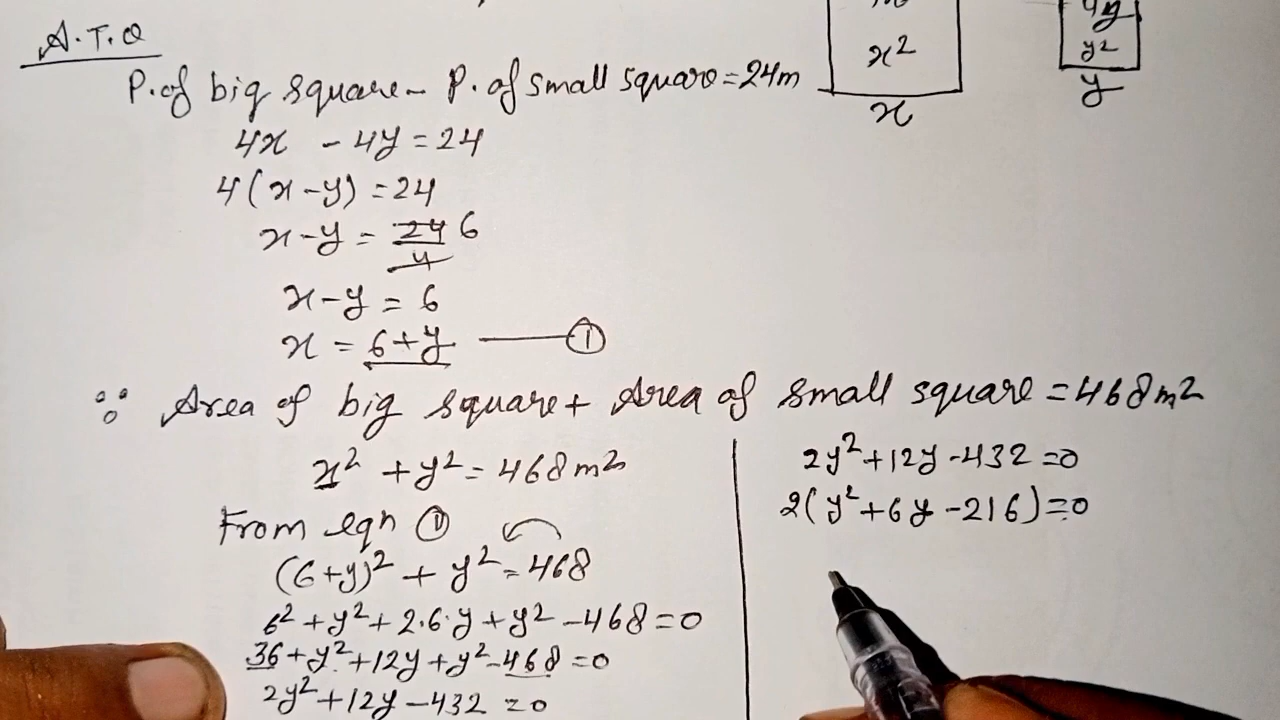 A.T.Q
P. of big square - P. of small square = 24m
x²
x
4y
y²
y
4x - 4y = 24
4(x-y) = 24
x-y = 24/4 6
x-y = 6
x = 6+y ①
∵ Area of big square + Area of small square = 468m²
x² + y² = 468m²
From eqn ①
(6+y)² + y² = 468
6² + y² + 2·6·y + y² - 468 = 0
36 + y² + 12y + y² - 468 = 0
2y² + 12y - 432 = 0
2y² + 12y - 432 = 0
2(y² + 6y - 216) = 0